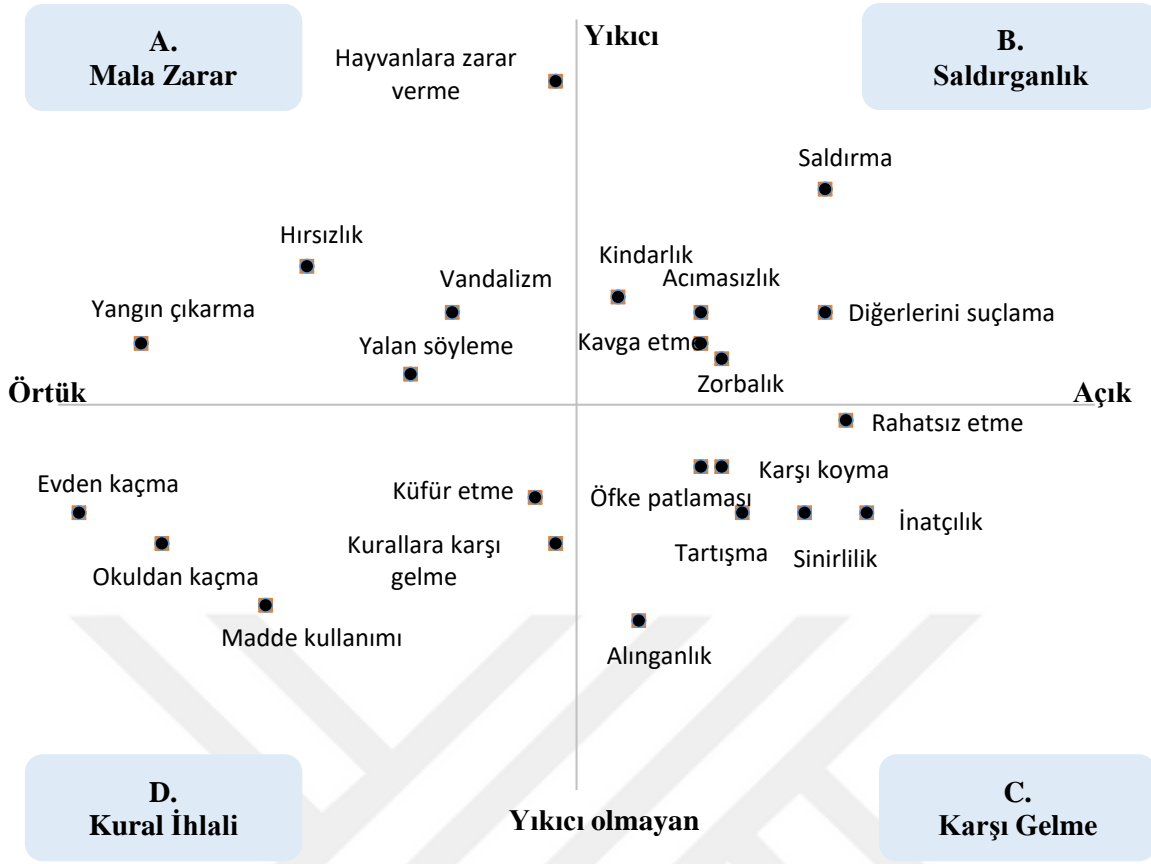 A.
Mala Zarar
Yıkıcı
B.
Saldırganlık
Hayvanlara zarar
verme
Saldırma
Hırsızlık
Kindarlık
Vandalizm
Acımasızlık
Yangın çıkarma
Diğerlerini suçlama
Yalan söyleme
Kavga etme
Zorbalık
Örtük
Açık
Rahatsız etme
Evden kaçma
Küfür etme
Karşı koyma
Öfke patlaması
İnatçılık
Kurallara karşı
gelme
Tartışma
Sinirlilik
Okuldan kaçma
Madde kullanımı
Alınganlık
D.
Kural İhlali
Yıkıcı olmayan
C.
Karşı Gelme